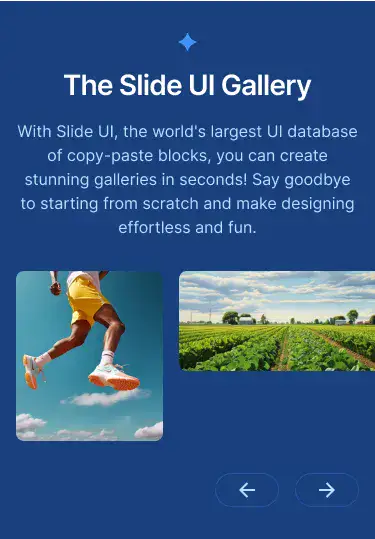 The Slide UI Gallery
With Slide UI, the world's largest UI database
of copy-paste blocks, you can create
stunning galleries in seconds! Say goodbye
to starting from scratch and make designing
effortless and fun.